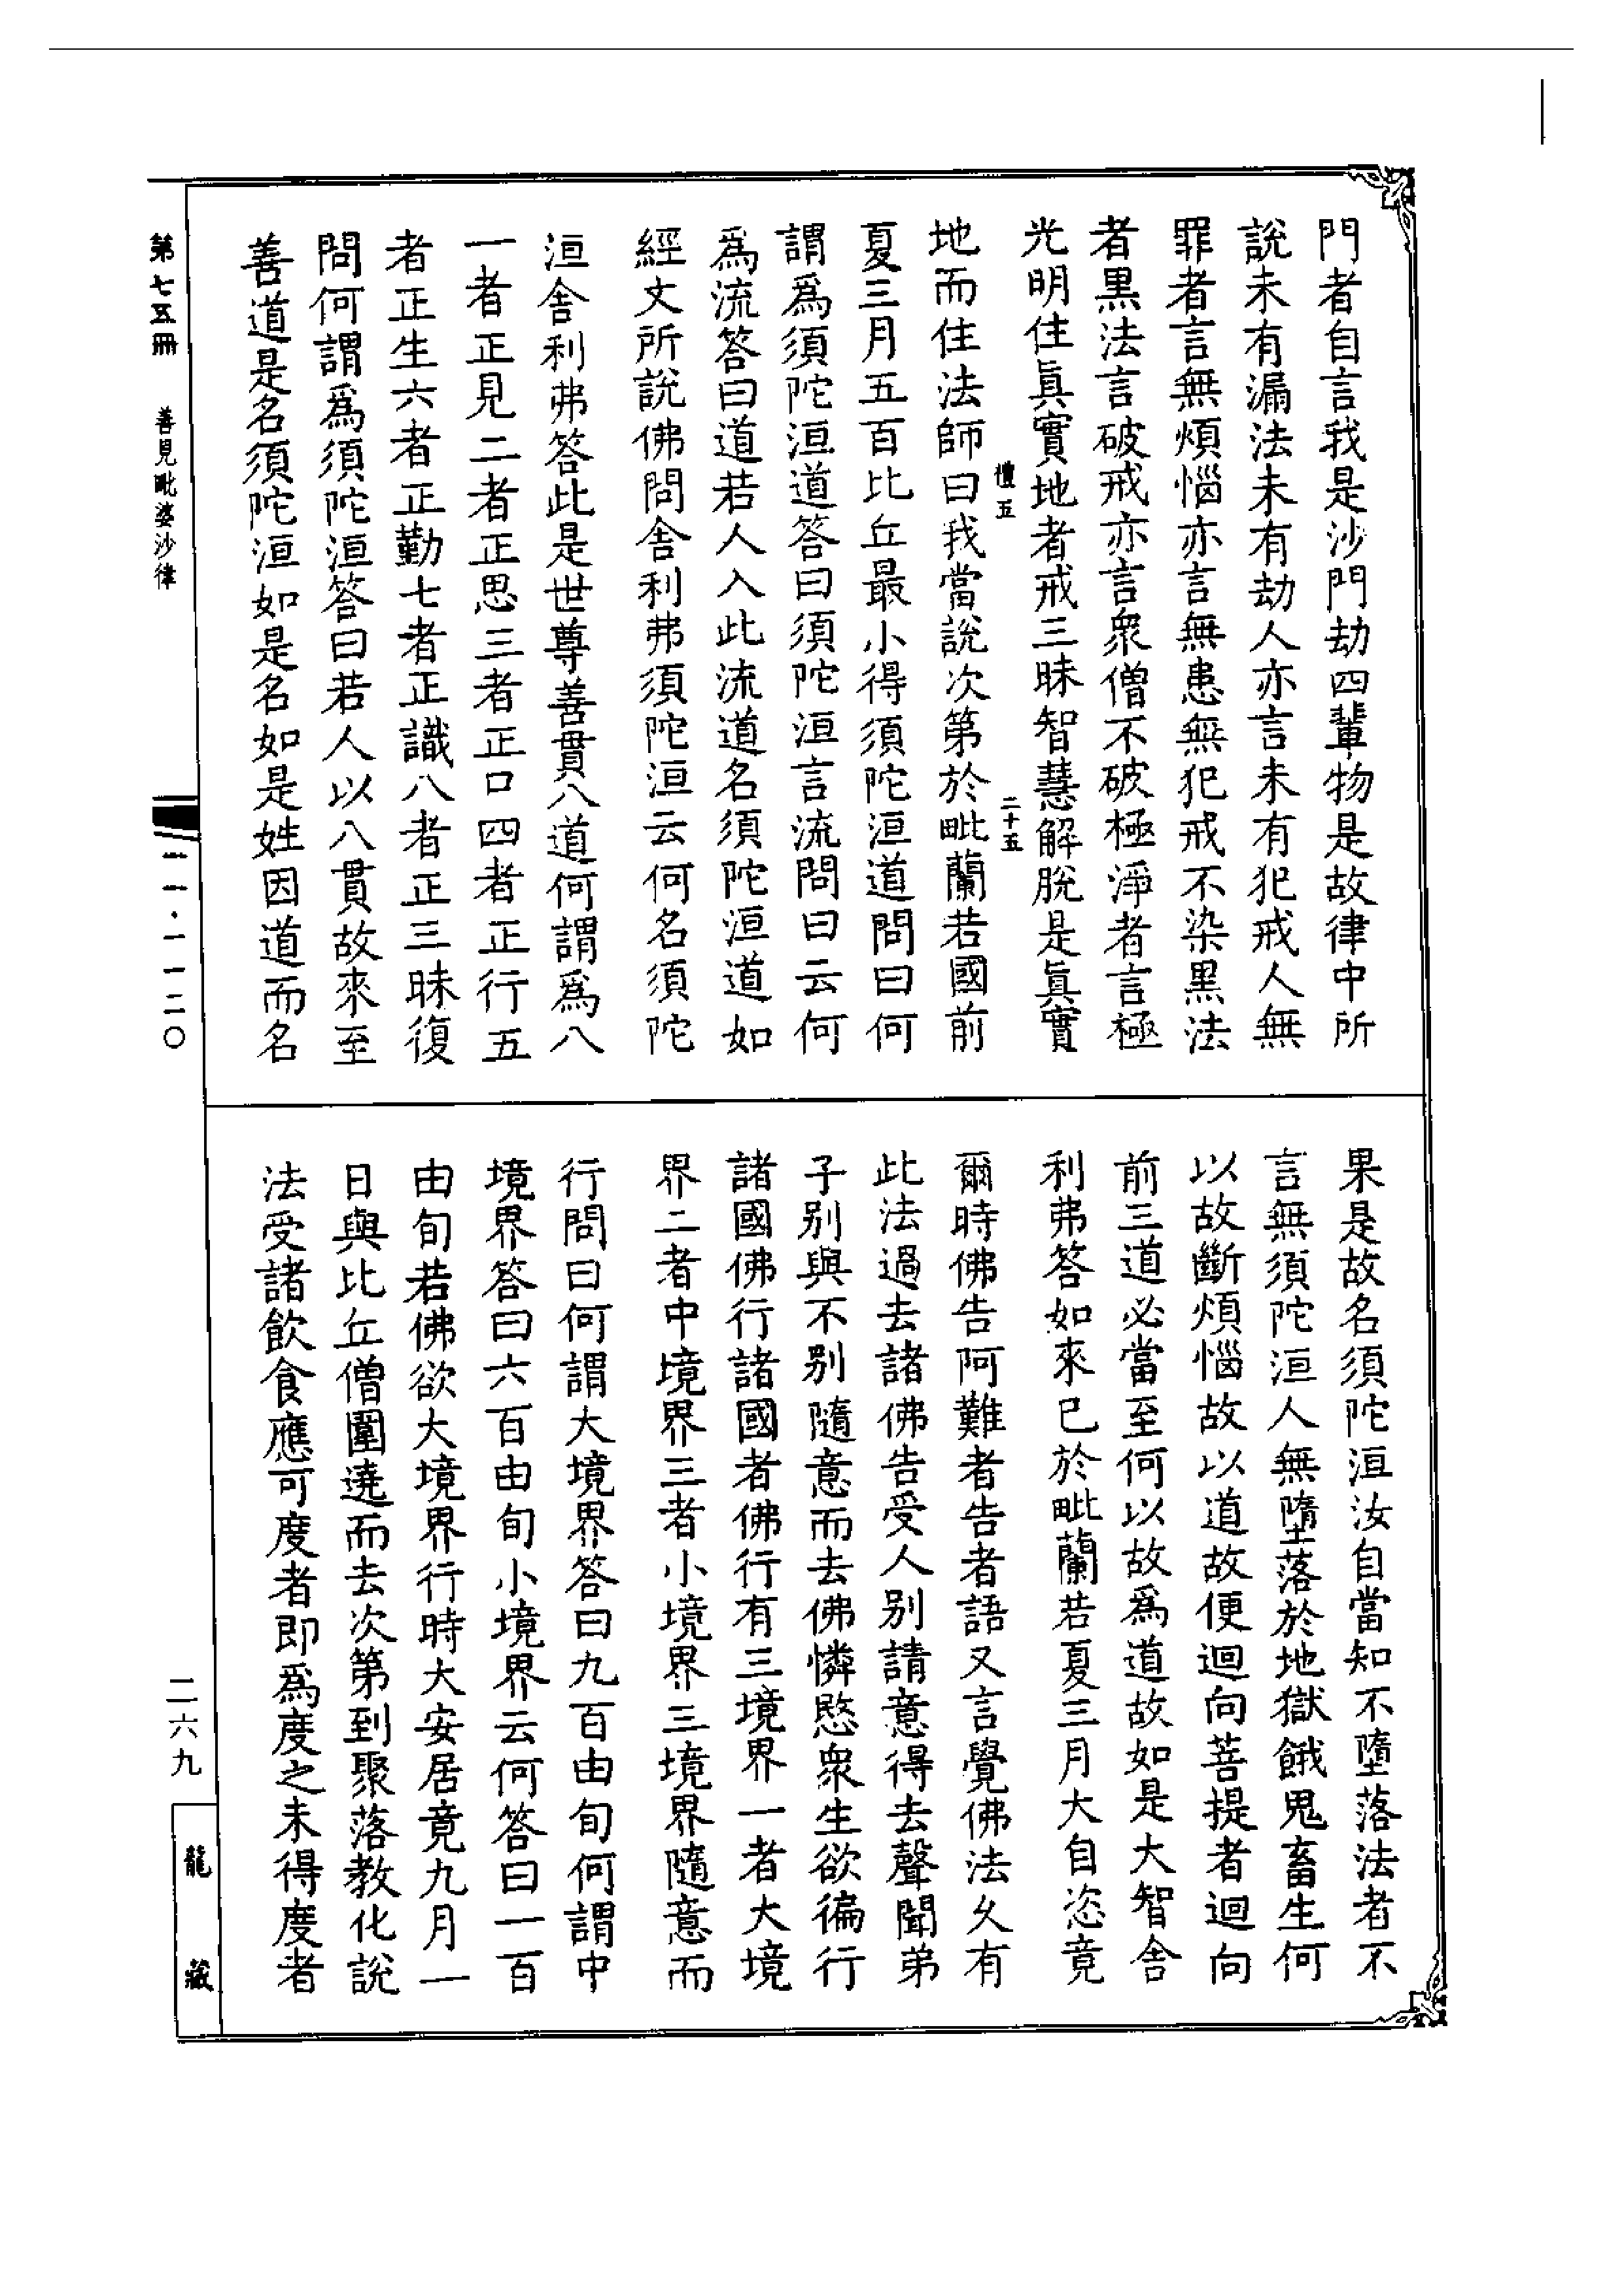 門者自言我是沙門劫四輩物是故律中所
說未有漏法未有劫人亦言未有犯戒人無
罪者言無煩惱亦言無患無犯戒不染黑法
者黑法言破戒亦言衆僧不破極淨者言極
光明住眞實地者戒三昧智慧解脫是眞實
檀五
二十五
地而住法師曰我當說次第於毗蘭若國前
夏三月五百比丘最小得須陀洹道問曰何
謂爲須陀洹道答曰須陀洹言流問曰云何
爲流答曰道若人入此流道名須陀洹道如
經文所說佛問舍利弗須陀洹云何名須陀
洹舍利弗答此是世尊善貫八道何謂爲八
一者正見二者正思三者正口四者正行五
者正生六者正勤七者正識八者正三昧復
問何謂爲須陀洹答曰若人以八貫故來至
善道是名須陀洹如是名如是姓因道而名
果是故名須陀洹汝自當知不墮落法者不
言無須陀洹人無墮落於地獄餓鬼畜生何
以故斷煩惱故以道故便迴向菩提者迴向
前三道必當至何以故爲道故如是大智舍
利弗答如來已於毗蘭若夏三月大自恣竟
爾時佛告阿難者告者語又言覺佛法久有
此法過去諸佛告受人別請意得去聲聞弟
子別與不別隨意而去佛憐愍衆生欲徧行
諸國佛行諸國者佛行有三境界一者大境
界二者中境界三者小境界三境界隨意而
行問曰何謂大境界答曰九百由旬何謂中
境界答曰六百由旬小境界云何答曰一百
由旬若佛欲大境界行時大安居竟九月一
日與比丘僧圍遶而去次第到聚落教化說
法受諸飲食應可度者即爲度之未得度者
第七五冊
善見毗婆沙律
一一·一一二〇
二六九
龍藏